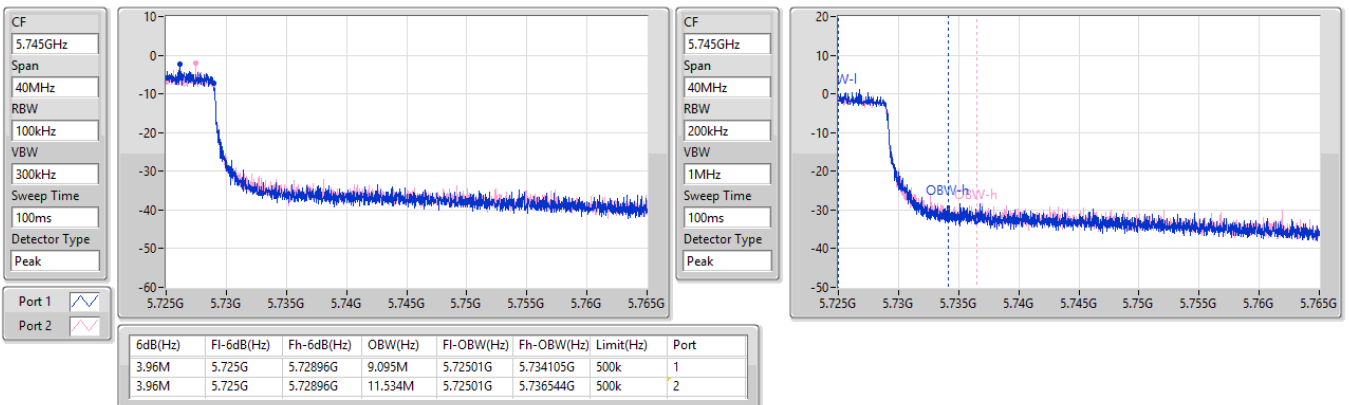 CF
5.745GHz
Span
40MHz
RBW
100kHz
VBW
300kHz
Sweep Time
100ms
Detector Type
Peak
Port 1
Port 2
10
0
-10
-20
-30
-40
-50
-60
5.725G 5.73G 5.735G 5.74G 5.745G 5.75G 5.755G 5.76G 5.765G
CF
5.745GHz
Span
40MHz
RBW
200kHz
VBW
1MHz
Sweep Time
100ms
Detector Type
Peak
20
10
0
-10
-20
-30
-40
-50
W-l
OBW-h
OBW-h
5.725G 5.73G 5.735G 5.74G 5.745G 5.75G 5.755G 5.76G 5.765G
6dB(Hz) Fl-6dB(Hz) Fh-6dB(Hz) OBW(Hz) Fl-OBW(Hz) Fh-OBW(Hz) Limit(Hz) Port
3.96M 5.725G 5.72896G 9.095M 5.72501G 5.734105G 500k 1
3.96M 5.725G 5.72896G 11.534M 5.72501G 5.736544G 500k 2